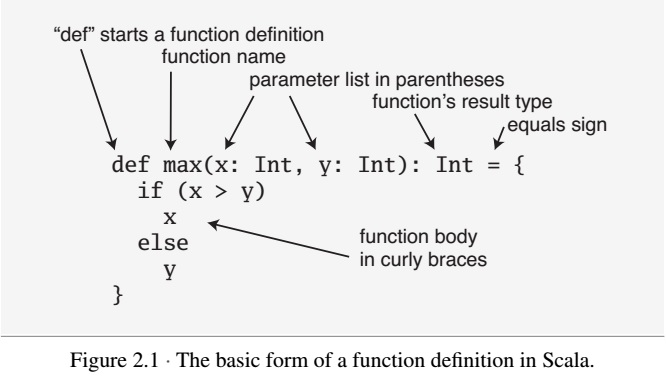 “def” starts a function definition
function name
parameter list in parentheses
function’s result type
equals sign
def max(x: Int, y: Int): Int = {
if (x > y)
x
else
y
}
function body
in curly braces
Figure 2.1 · The basic form of a function definition in Scala.